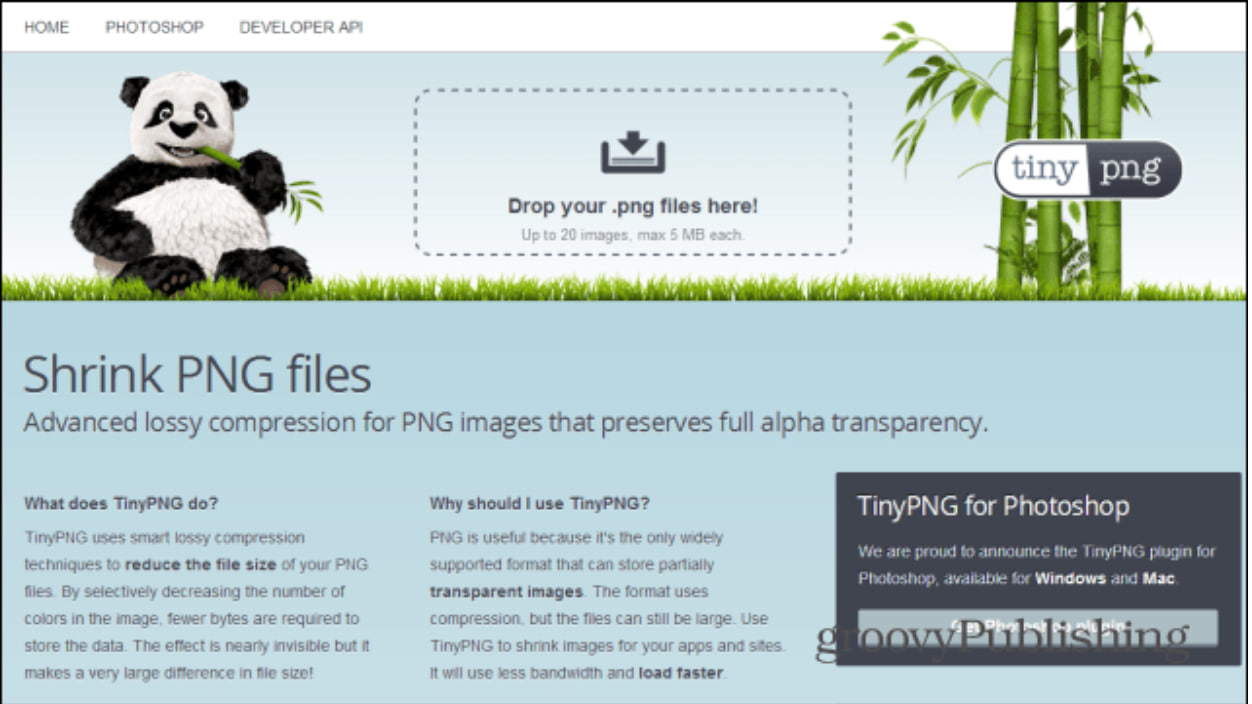 HOME PHOTOSHOP DEVELOPER API
Drop your .png files here!
Up to 20 images, max 5 MB each.
tiny png
Shrink PNG files
Advanced lossy compression for PNG images that preserves full alpha transparency.
What does TinyPNG do?
TinyPNG uses smart lossy compression
techniques to reduce the file size of your PNG
files. By selectively decreasing the number of
colors in the image, fewer bytes are required to
store the data. The effect is nearly invisible but it
makes a very large difference in file size!
Why should I use TinyPNG?
PNG is useful because it's the only widely
supported format that can store partially
transparent images. The format uses
compression, but the files can still be large. Use
TinyPNG to shrink images for your apps and sites.
It will use less bandwidth and load faster.
TinyPNG for Photoshop
We are proud to announce the TinyPNG plugin for
Photoshop, available for Windows and Mac.
Get Photoshop plugin
groovyPublishing